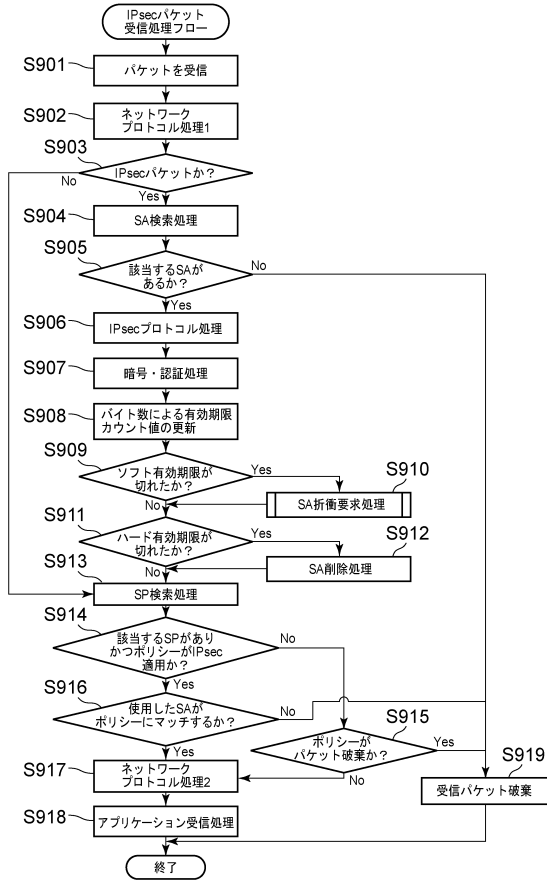 IPsecパケット
受信処理フロー
S901
パケットを受信
S902
ネットワーク
プロトコル処理1
S903
IPsecパケットか？
No
Yes
S904
SA検索処理
S905
該当するSAが
あるか？
No
Yes
S906
IPsecプロトコル処理
S907
暗号・認証処理
S908
バイト数による有効期限
カウント値の更新
S909
ソフト有効期限が
切れたか？
Yes
No
S910
SA折衝要求処理
S911
ハード有効期限が
切れたか？
Yes
No
S912
SA削除処理
S913
SP検索処理
S914
該当するSPがあり
かつポリシーがIPsec
適用か？
No
Yes
S916
使用したSAが
ポリシーにマッチするか？
No
Yes
S915
ポリシーが
パケット破棄か？
Yes
No
S917
ネットワーク
プロトコル処理2
S919
受信パケット破棄
S918
アプリケーション受信処理
終了